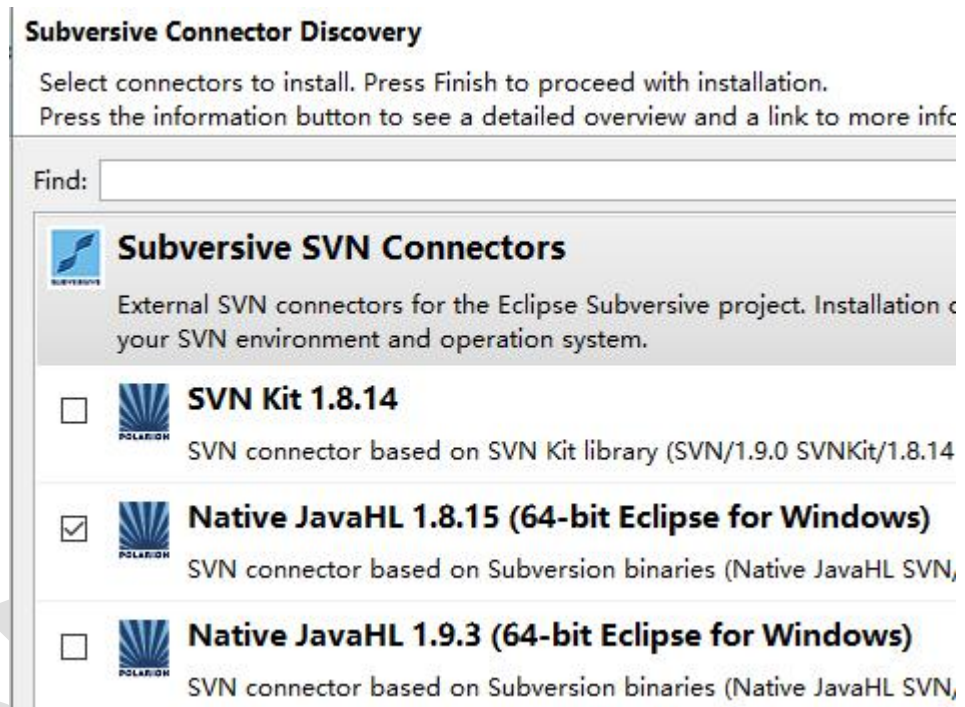 Subversive Connector Discovery
Select connectors to install. Press Finish to proceed with installation.
Press the information button to see a detailed overview and a link to more info
Find:
Subversive SVN Connectors
SUBVERSIVE
External SVN connectors for the Eclipse Subversive project. Installation
your SVN environment and operation system.
SVN Kit 1.8.14
POLARION
SVN connector based on SVN Kit library (SVN/1.9.0 SVNKit/1.8.14
Native JavaHL 1.8.15 (64-bit Eclipse for Windows)
POLARION
SVN connector based on Subversion binaries (Native JavaHL SVN/
Native JavaHL 1.9.3 (64-bit Eclipse for Windows)
POLARION
SVN connector based on Subversion binaries (Native JavaHL SVN/